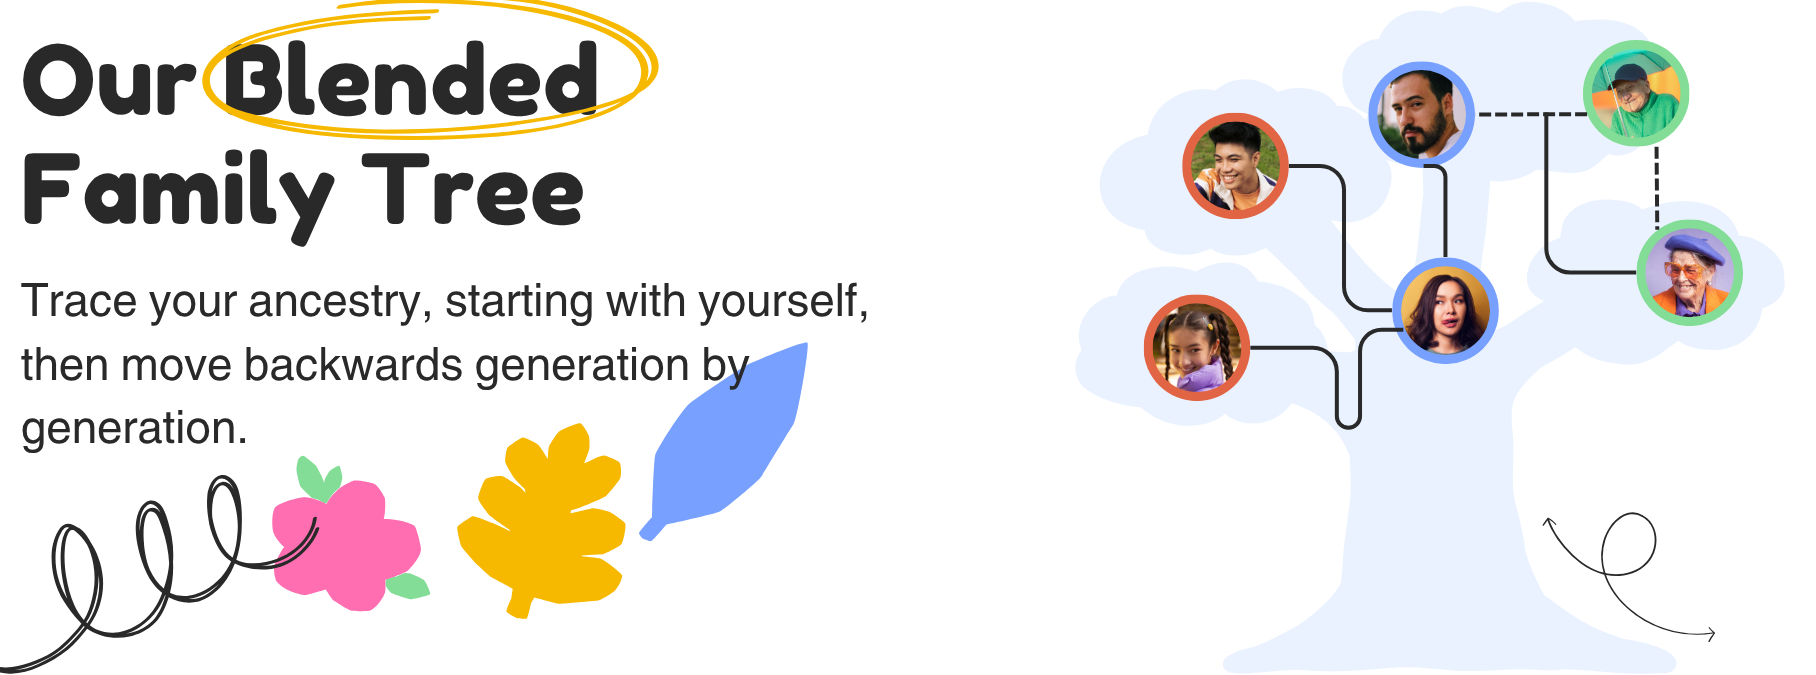 Our Blended
Family Tree
Trace your ancestry, starting with yourself,
then move backwards generation by
generation.